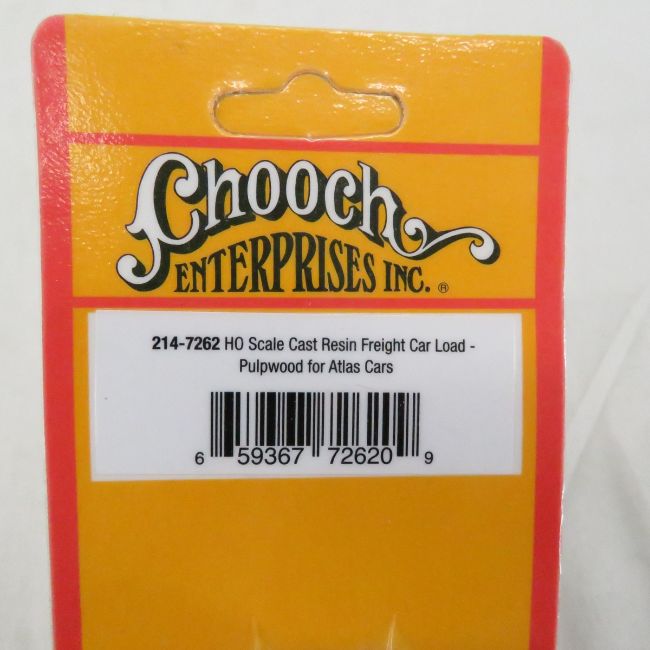 Chooch
ENTERPRISES INC. ®
214-7262 HO Scale Cast Resin Freight Car Load -
Pulpwood for Atlas Cars
6 59367 72620 9